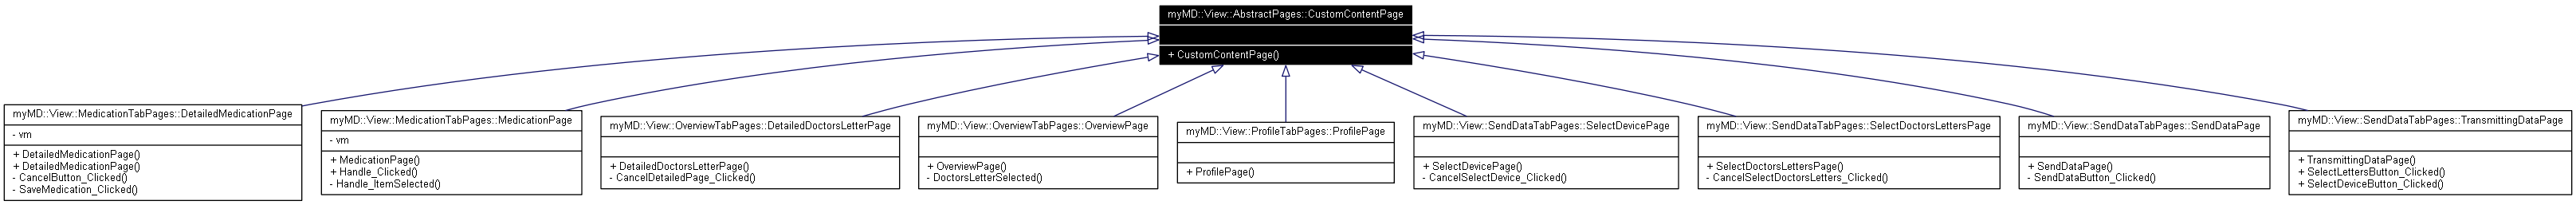 myMD::View::AbstractPages::CustomContentPage
+ CustomContentPage()
myMD::View::MedicationTabPages::DetailedMedicationPage
- vm
+ DetailedMedicationPage()
+ DetailedMedicationPage()
- CancelButton_Clicked()
- SaveMedication_Clicked()
myMD::View::MedicationTabPages::MedicationPage
- vm
+ MedicationPage()
+ Handle_Clicked()
- Handle_ItemSelected()
myMD::View::OverviewTabPages::DetailedDoctorsLetterPage
+ DetailedDoctorsLetterPage()
- CancelDetailedPage_Clicked()
myMD::View::OverviewTabPages::OverviewPage
+ OverviewPage()
- DoctorsLetterSelected()
myMD::View::ProfileTabPages::ProfilePage
+ ProfilePage()
myMD::View::SendDataTabPages::SelectDevicePage
+ SelectDevicePage()
- CancelSelectDevice_Clicked()
myMD::View::SendDataTabPages::SelectDoctorsLettersPage
+ SelectDoctorsLettersPage()
- CancelSelectDoctorsLetters_Clicked()
myMD::View::SendDataTabPages::SendDataPage
+ SendDataPage()
- SendDataButton_Clicked()
myMD::View::SendDataTabPages::TransmittingDataPage
+ TransmittingDataPage()
+ SelectLettersButton_Clicked()
+ SelectDeviceButton_Clicked()